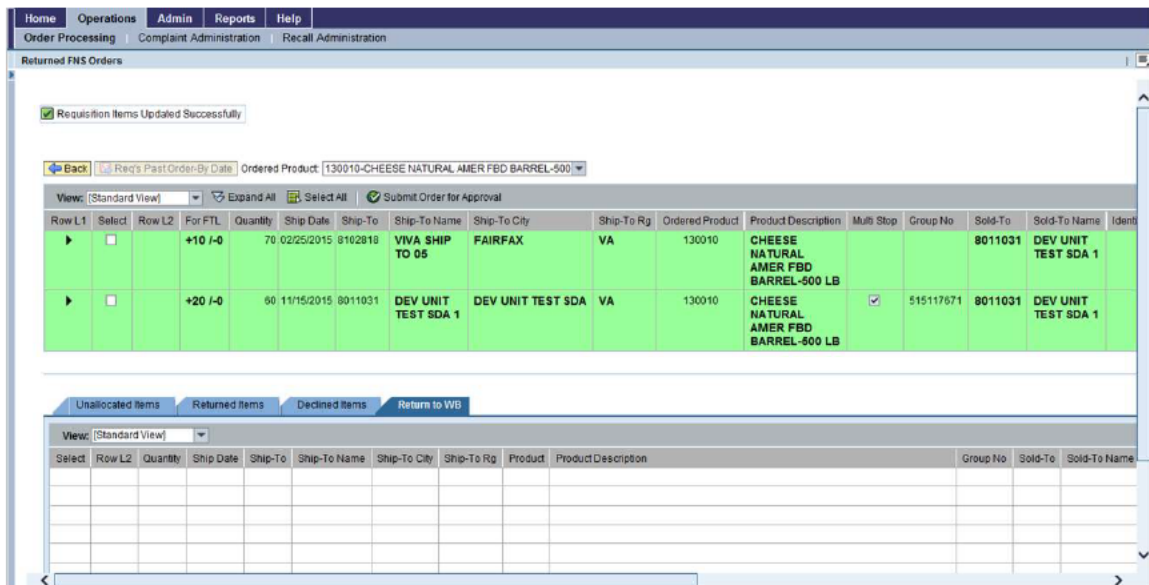 Home Operations Admin Reports Help
Order Processing Complaint Administration Recall Administration
Returned FNS Orders
Requisition Items Updated Successfully
Back Req's Past Order-By Date Ordered Product: 130010-CHEESE NATURAL AMER FBD BARREL-500
View: [Standard View] Expand All Select All Submit Order for Approval
Row L1 Select Row L2 For FTL Quantity Ship Date Ship-To Ship-To Name Ship-To City Ship-To Rg Ordered Product Product Description Multi Stop Group No Sold-To Sold-To Name Identi
+10 /-0 70 02/25/2015 8102818 VIVA SHIP FAIRFAX VA 130010 CHEESE 8011031 DEV UNIT
TO 05 NATURAL TEST SDA 1
AMER FBD
BARREL-500 LB
+20 /-0 60 11/15/2015 8011031 DEV UNIT DEV UNIT TEST SDA VA 130010 CHEESE 515117671 8011031 DEV UNIT
TEST SDA 1 NATURAL TEST SDA 1
AMER FBD
BARREL-500 LB
Unallocated Items Returned Items Declined Items Return to WB
View: [Standard View]
Select Row L2 Quantity Ship Date Ship-To Ship-To Name Ship-To City Ship-To Rg Product Product Description Group No Sold-To Sold-To Name